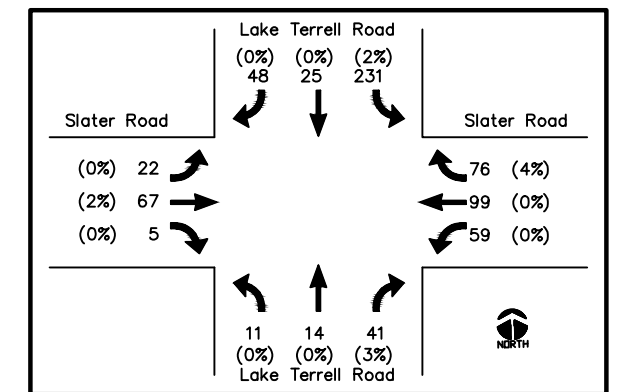 Lake Terrell Road
(0%) (0%) (2%)
48 25 231
Slater Road
Slater Road
(0%) 22
76 (4%)
(2%) 67
99 (0%)
(0%) 5
59 (0%)
11 14 41
(0%) (0%) (3%)
Lake Terrell Road
NORTH